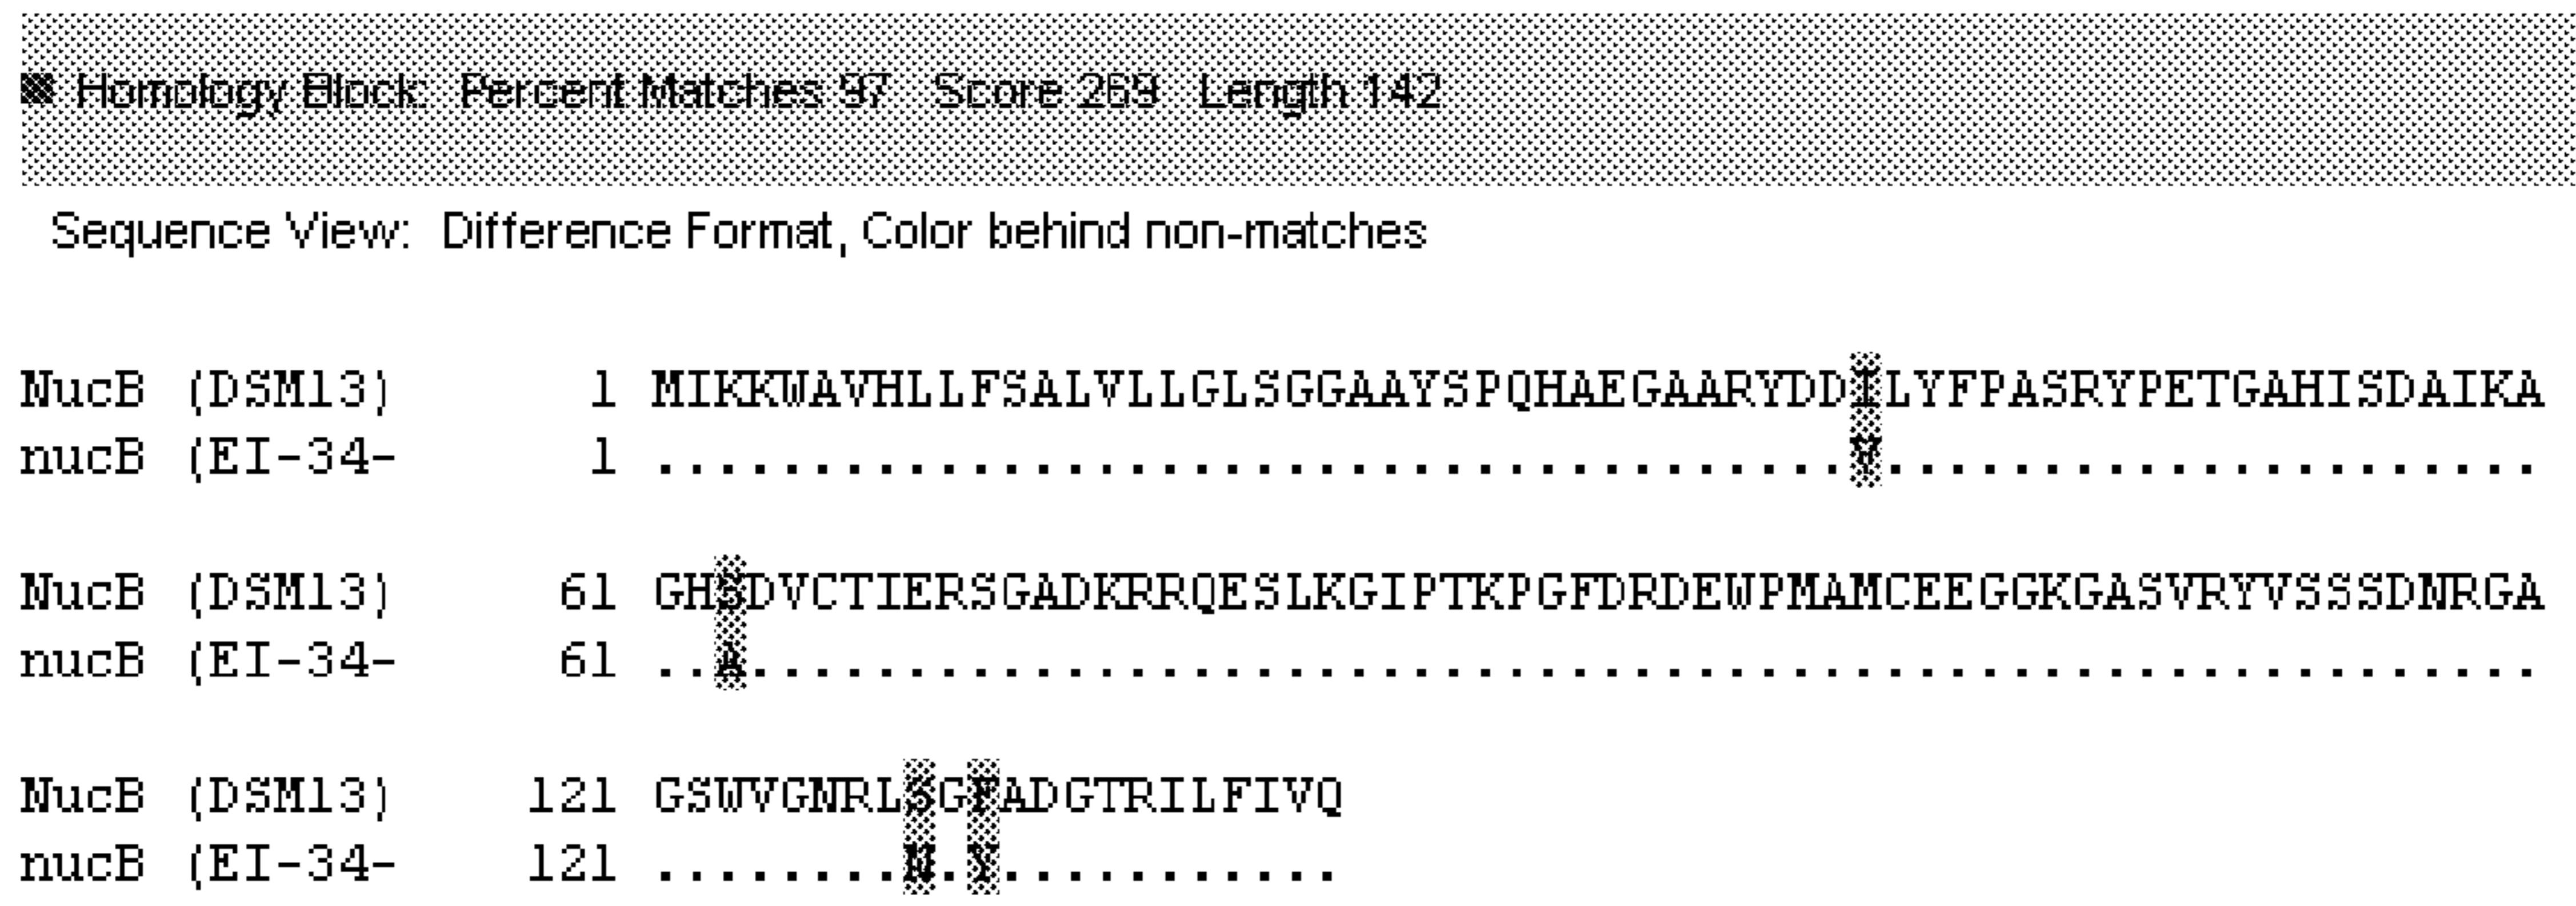 Homology Block: Percent Matches 97 Score 269 Length 142
Sequence View: Difference Format, Color behind non-matches
NucB (DSM13) 1 MIKKWAVHLLFSALVLLGLSGGAAYSPQHAEGAARYDDILYFPASRYPETGAHISDAIKA
nucB (EI-34- 1 ......................................V.....................
NucB (DSM13) 61 GHSDVCTIERSGADKRRQESLKGIPTKPGFDRDEWPMAMCEEGGKGASVRYVSSSDNRGA
nucB (EI-34- 61 ..A.........................................................
NucB (DSM13) 121 GSWVGNRLSGFADGTRILFIVQ
nucB (EI-34- 121 ........N.Y...........